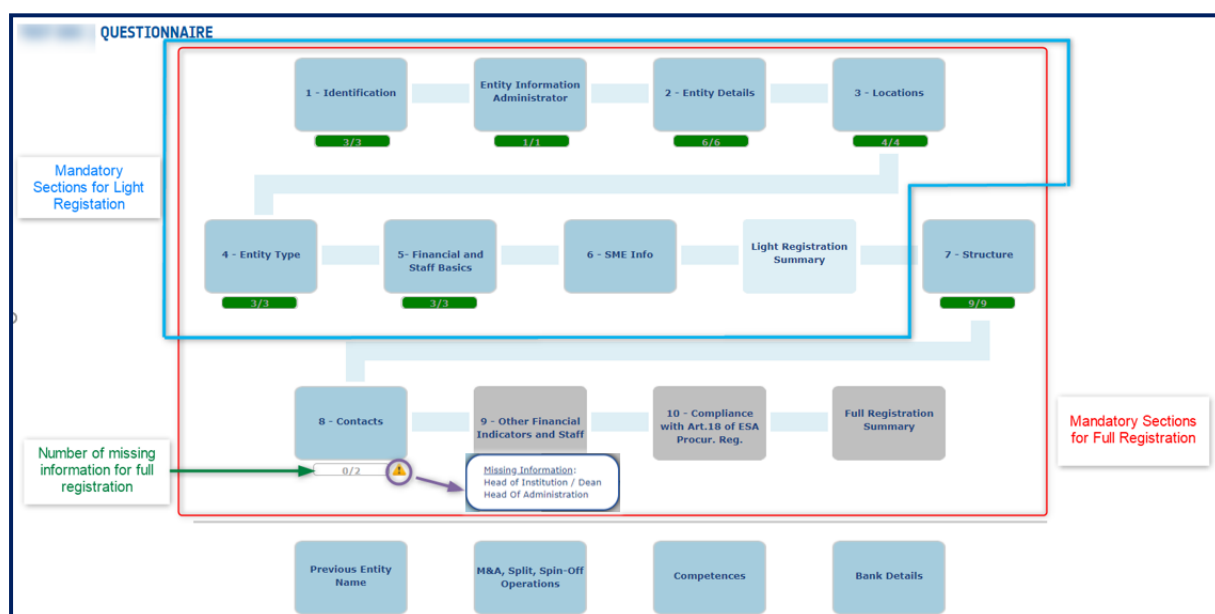 QUESTIONNAIRE
1 - Identification
Entity Information
Administrator
2 - Entity Details
3 - Locations
3/3
1/1
6/6
4/4
Mandatory
Sections for Light
Registation
4 - Entity Type
5- Financial and
Staff Basics
6 - SME Info
Light Registration
Summary
7 - Structure
3/3
3/3
9/9
8 - Contacts
9 - Other Financial
Indicators and Staff
10 - Compliance
with Art.18 of ESA
Procur. Reg.
Full Registration
Summary
Mandatory Sections
for Full Registration
Number of missing
information for full
registration
0/2
Missing Information:
Head of Institution / Dean
Head Of Administration
Previous Entity
Name
M&A, Split, Spin-Off
Operations
Competences
Bank Details